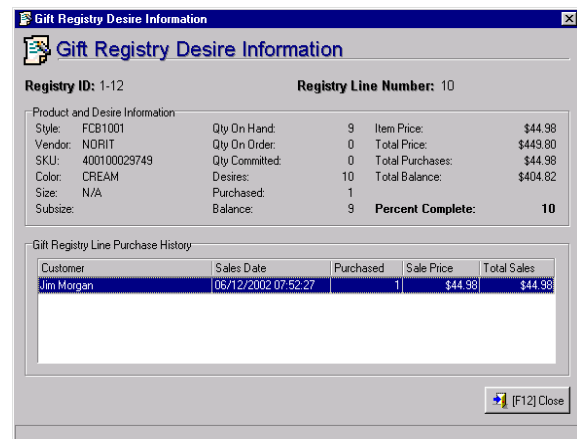 Gift Registry Desire Information
Gift Registry Desire Information
Registry ID: 1-12 Registry Line Number: 10
Product and Desire Information
Style: FCB1001 Qty On Hand: 9 Item Price: $44.98
Vendor: NORIT Qty On Order: 0 Total Price: $449.80
SKU: 400100029749 Qty Committed: 0 Total Purchases: $44.98
Color: CREAM Desires: 10 Total Balance: $404.82
Size: N/A Purchased: 1
Subsize: Balance: 9 Percent Complete: 10
Gift Registry Line Purchase History
Customer Sales Date Purchased Sale Price Total Sales
Jim Morgan 06/12/2002 07:52:27 1 $44.98 $44.98
[F12] Close